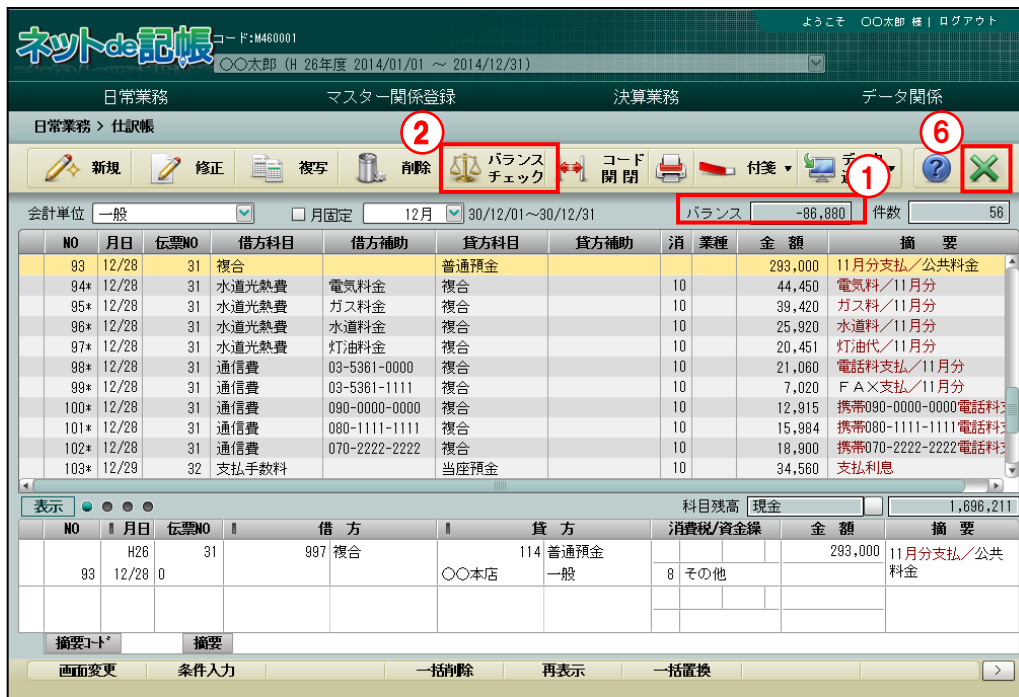 ようこそ 〇〇太郎 様 | ログアウト
ネットde記帳 コード:M460001
〇〇太郎 (H 26年度 2014/01/01 ～ 2014/12/31)
日常業務 マスター関係登録 決算業務 データ関係
日常業務 > 仕訳帳
② ⑥
新規 修正 複写 削除 バランスチェック コード開閉 付箋 ?
①
会計単位 一般 月固定 12月 30/12/01～30/12/31 バランス -86,880 件数 56
NO 月日 伝票NO 借方科目 借方補助 貸方科目 貸方補助 消 業種 金 額 摘 要
93 12/28 31 複合 普通預金 293,000 11月分支払／公共料金
94* 12/28 31 水道光熱費 電気料金 複合 10 44,450 電気料／11月分
95* 12/28 31 水道光熱費 ガス料金 複合 10 39,420 ガス料／11月分
96* 12/28 31 水道光熱費 水道料金 複合 10 25,920 水道料／11月分
97* 12/28 31 水道光熱費 灯油料金 複合 10 20,451 灯油代／11月分
98* 12/28 31 通信費 03-5361-0000 複合 10 21,060 電話料支払／11月分
99* 12/28 31 通信費 03-5361-1111 複合 10 7,020 ＦＡＸ支払／11月分
100* 12/28 31 通信費 090-0000-0000 複合 10 12,915 携帯090-0000-0000電話料
101* 12/28 31 通信費 080-1111-1111 複合 10 15,984 携帯080-1111-1111電話料
102* 12/28 31 通信費 070-2222-2222 複合 10 18,900 携帯070-2222-2222電話料
103* 12/29 32 支払手数料 当座預金 10 34,560 支払利息
表示 科目残高 現金 1,696,211
NO 月日 伝票NO 借 方 貸 方 消費税/資金繰 金 額 摘 要
H26 31 997 複合 114 普通預金 293,000 11月分支払／公共
93 12/28 0 〇〇本店 一般 8 その他 料金
摘要ｺｰﾄﾞ 摘要
画面変更 条件入力 一括削除 再表示 一括置換 >